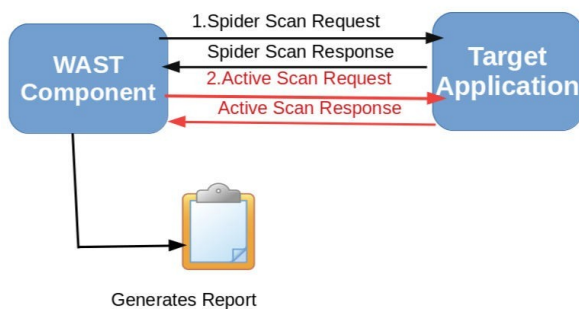 1.Spider Scan Request
WAST
Component
Spider Scan Response
2.Active Scan Request
Active Scan Response
Target
Application
Generates Report